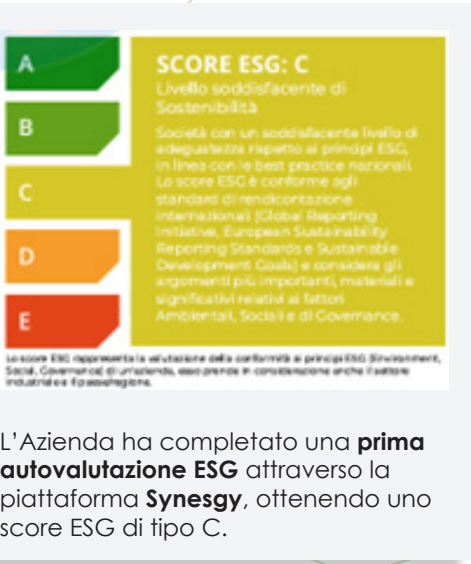 A
B
C
D
E
SCORE ESG: C
Livello soddisfacente di
Sostenibilità
Società con un soddisfacente livello di
adeguatezza rispetto ai principi ESG,
in linea con le best practice nazionali.
Lo score ESG è conforme agli
standard di rendicontazione
internazionali (Global Reporting
Initiative, European Sustainability
Reporting Standards e Sustainable
Development Goals) e considera gli
argomenti più importanti, materiali e
significativi relativi ai fattori
Ambientali, Sociali e di Governance.
Lo score ESG rappresenta la valutazione della conformità ai principi ESG (Environment,
Social, Governance) di un'azienda, esso prende in considerazione anche il settore
industriale e il paese/regione.
L'Azienda ha completato una prima
autovalutazione ESG attraverso la
piattaforma Synesgy, ottenendo uno
score ESG di tipo C.